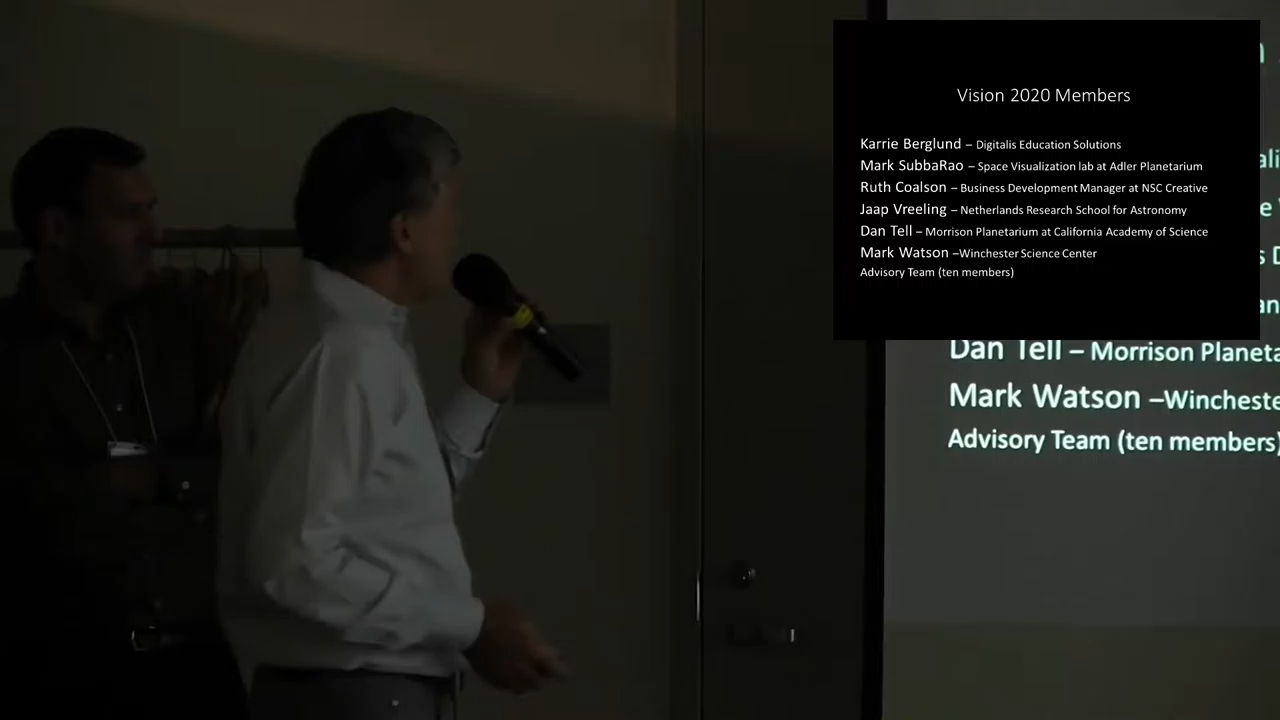 Vision 2020 Members
Karrie Berglund – Digitalis Education Solutions
Mark SubbaRao – Space Visualization lab at Adler Planetarium
Ruth Coalson – Business Development Manager at NSC Creative
Jaap Vreeling – Netherlands Research School for Astronomy
Dan Tell – Morrison Planetarium at California Academy of Science
Mark Watson –Winchester Science Center
Advisory Team (ten members)
Dan Tell – Morrison Planeta
Mark Watson –Wincheste
Advisory Team (ten members)